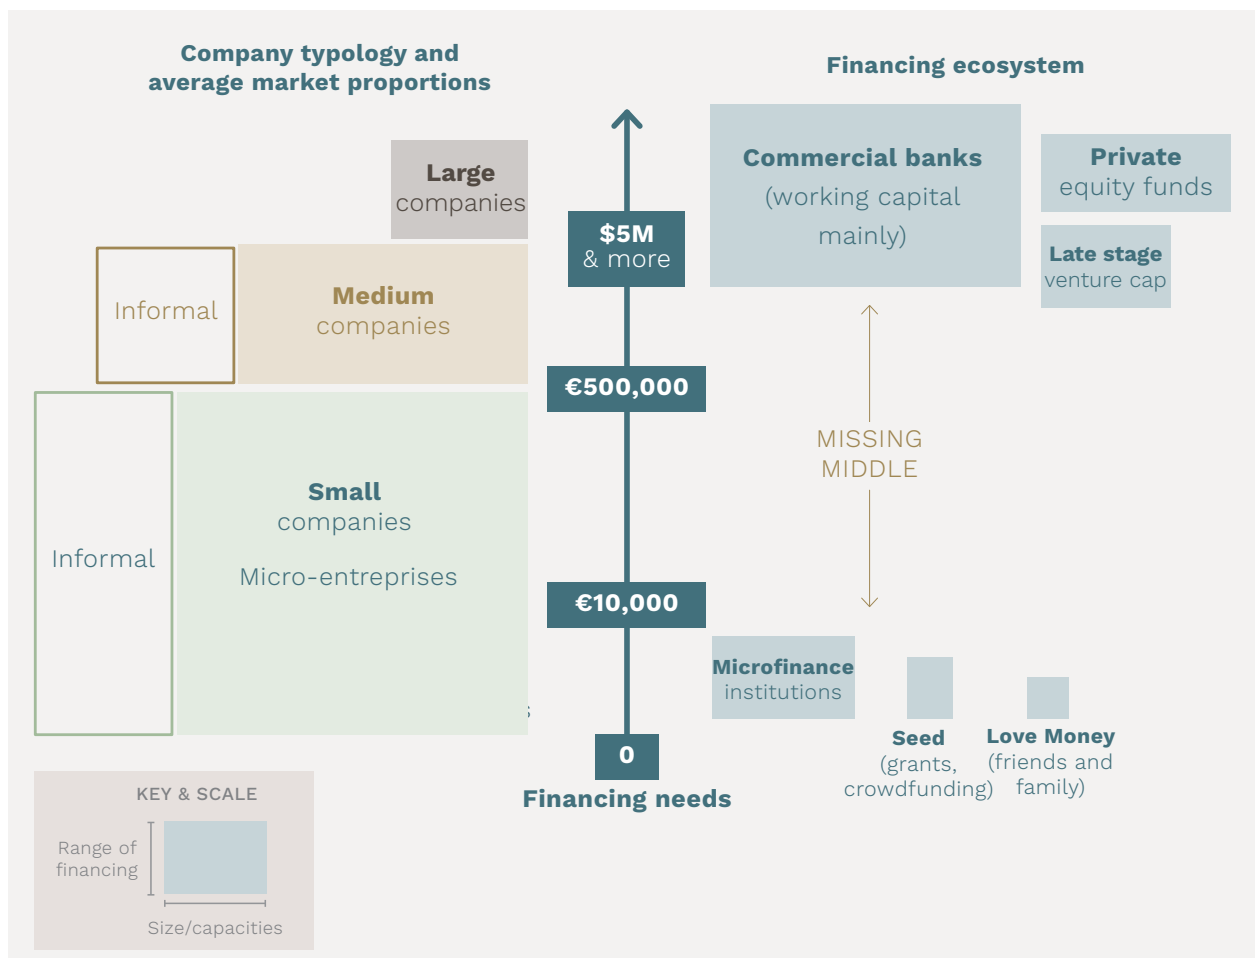 Company typology and
average market proportions
Financing ecosystem
Large
companies
Informal
Medium
companies
Informal
Small
companies
Micro-entreprises
$5M
& more
€500,000
€10,000
0
Financing needs
Commercial banks
(working capital
mainly)
Private
equity funds
Late stage
venture cap
MISSING
MIDDLE
Microfinance
institutions
Seed
(grants,
crowdfunding)
Love Money
(friends and
family)
KEY & SCALE
Range of
financing
Size/capacities